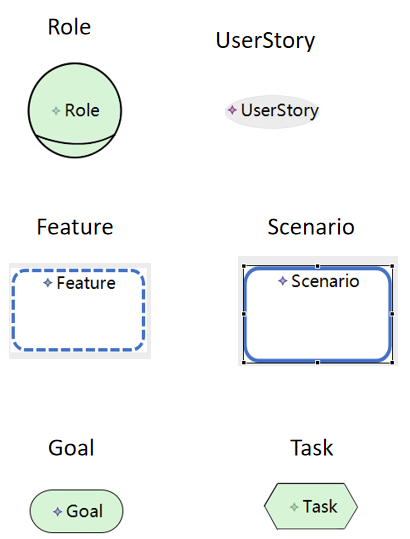 Role
UserStory
Role
UserStory
Feature
Scenario
Feature
Scenario
Goal
Task
Goal
Task